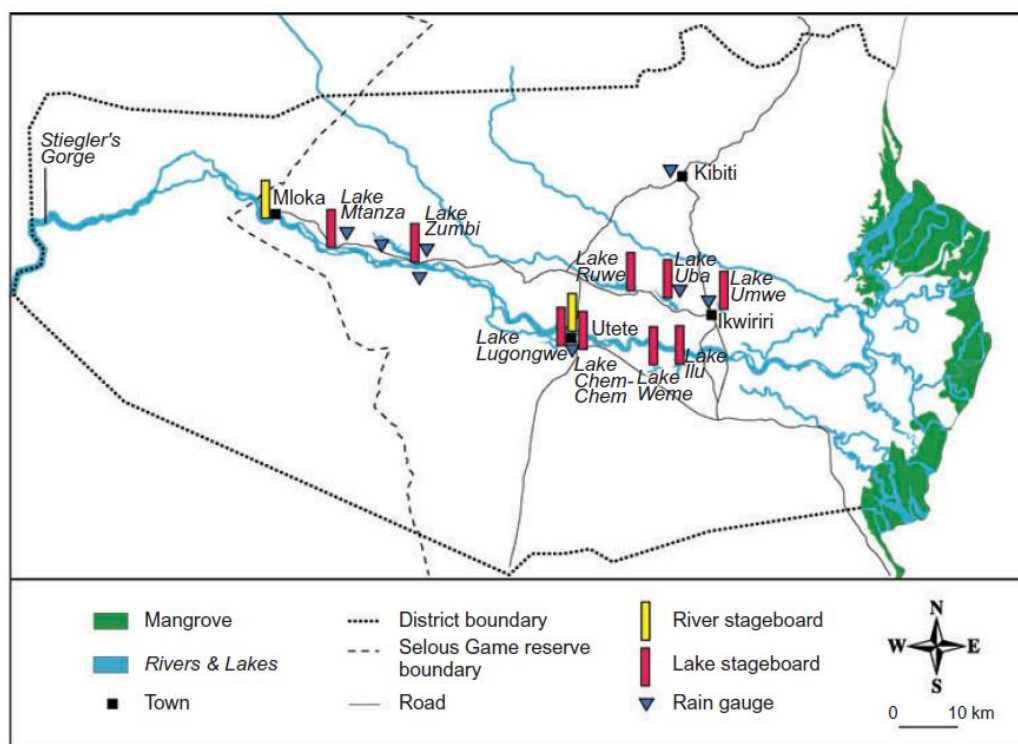 Stiegler's
Gorge
Mloka
Lake
Mtanza
Lake
Zumbi
Kibiti
Lake
Ruwe
Lake
Uba
Lake
Umwe
Ikwiriri
Utete
Lake
Lugongwe
Lake
Chem-
Chem
Lake
Weme
Lake
Ilu
Mangrove
Rivers & Lakes
Town
District boundary
Selous Game reserve
boundary
Road
River stageboard
Lake stageboard
Rain gauge
N
W E
S
0 10 km